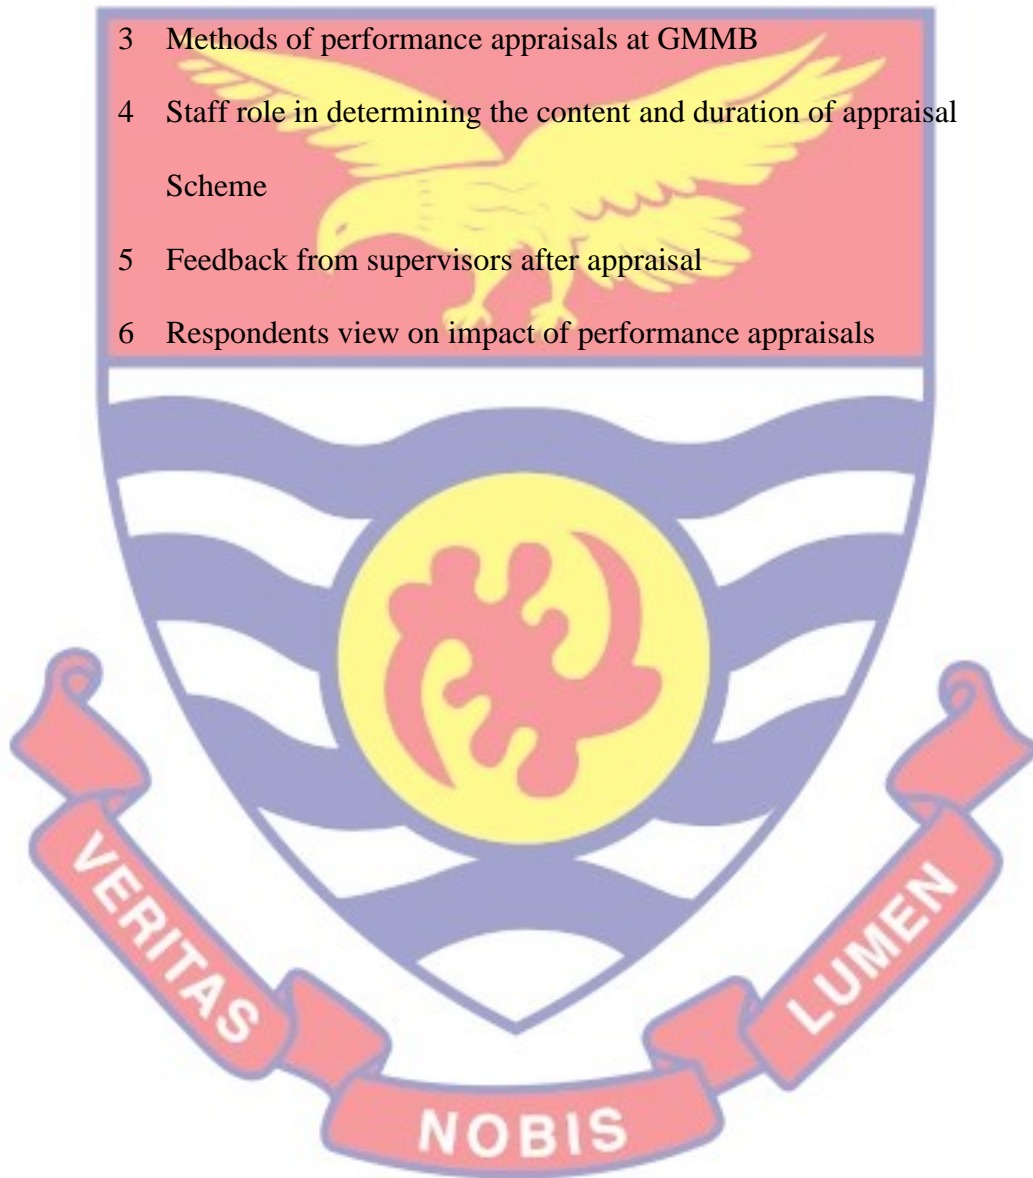 3 Methods of performance appraisals at GMMB
4 Staff role in determining the content and duration of appraisal
Scheme
5 Feedback from supervisors after appraisal
6 Respondents view on impact of performance appraisals
VERITAS
NOBIS
LUMEN